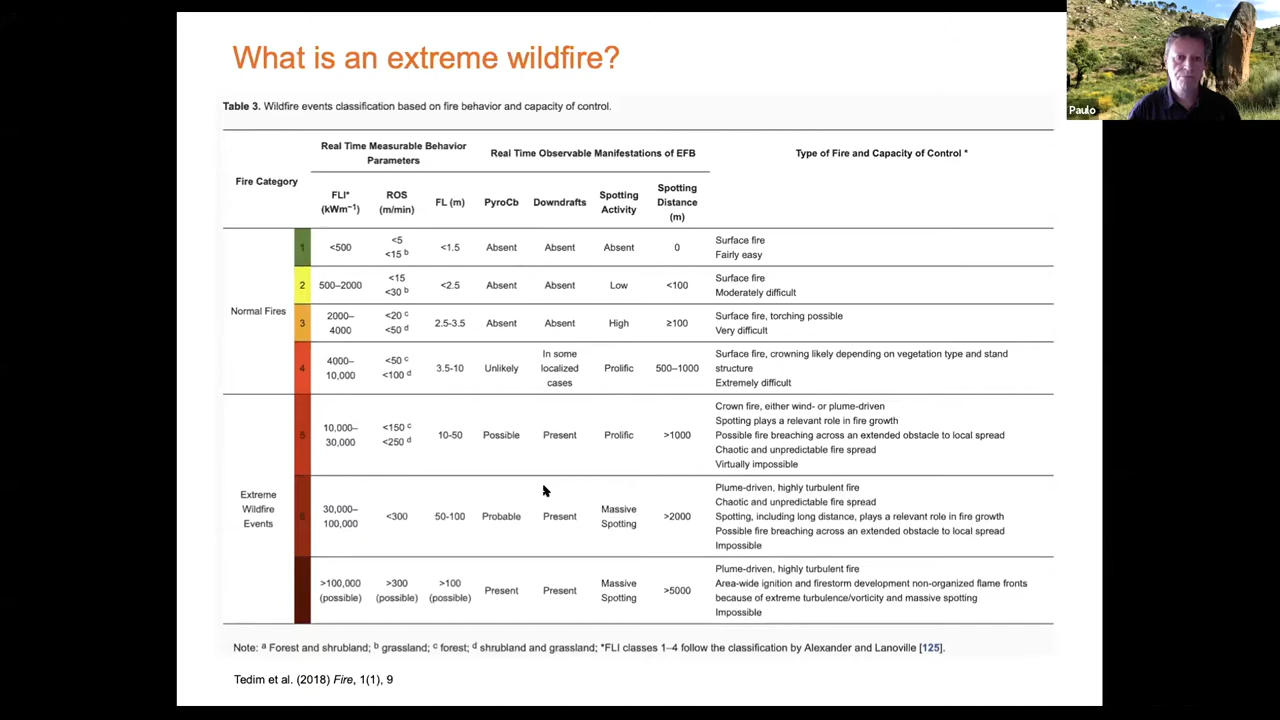 What is an extreme wildfire?
Paulo
Table 3. Wildfire events classification based on fire behavior and capacity of control.
Real Time Measurable Behavior
Parameters
Real Time Observable Manifestations of EFB
Type of Fire and Capacity of Control *
Fire Category
FLI*
(kWm⁻¹)
ROS
(m/min)
FL (m)
PyroCb
Downdrafts
Spotting
Activity
Spotting
Distance
(m)
Normal Fires
1
<500
<5
<15 b
<1.5
Absent
Absent
Absent
0
Surface fire
Fairly easy
2
500–2000
<15
<30 b
<2.5
Absent
Absent
Low
<100
Surface fire
Moderately difficult
3
2000–
4000
<20 c
<50 d
2.5-3.5
Absent
Absent
High
≥100
Surface fire, torching possible
Very difficult
4
4000–
10,000
<50 c
<100 d
3.5-10
Unlikely
In some
localized
cases
Prolific
500–1000
Surface fire, crowning likely depending on vegetation type and stand
structure
Extremely difficult
Extreme
Wildfire
Events
5
10,000–
30,000
<150 c
<250 d
10-50
Possible
Present
Prolific
>1000
Crown fire, either wind- or plume-driven
Spotting plays a relevant role in fire growth
Possible fire breaching across an extended obstacle to local spread
Chaotic and unpredictable fire spread
Virtually impossible
6
30,000–
100,000
<300
50-100
Probable
Present
Massive
Spotting
>2000
Plume-driven, highly turbulent fire
Chaotic and unpredictable fire spread
Spotting, including long distance, plays a relevant role in fire growth
Possible fire breaching across an extended obstacle to local spread
Impossible
>100,000
(possible)
>300
(possible)
>100
(possible)
Present
Present
Massive
Spotting
>5000
Plume-driven, highly turbulent fire
Area-wide ignition and firestorm development non-organized flame fronts
because of extreme turbulence/vorticity and massive spotting
Impossible
Note: a Forest and shrubland; b grassland; c forest; d shrubland and grassland; *FLI classes 1–4 follow the classification by Alexander and Lanoville [125].
Tedim et al. (2018) Fire, 1(1), 9